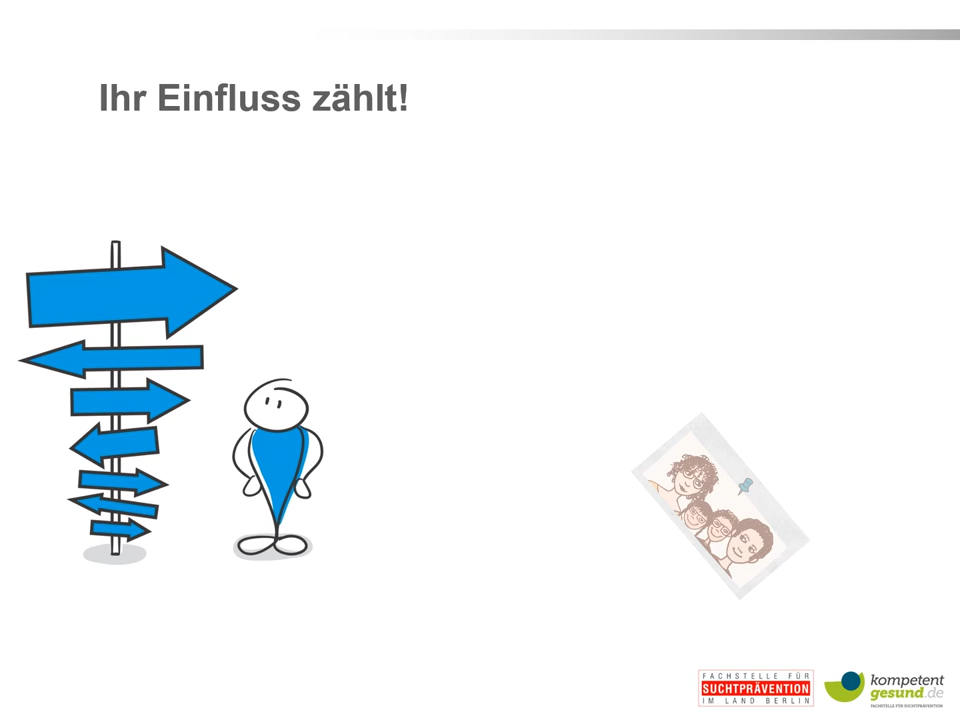 Ihr Einfluss zählt!
FACHSTELLE FÜR
SUCHTPRÄVENTION
IM LAND BERLIN
kompetent
gesund.de
FACHSTELLE FÜR SUCHTPRÄVENTION